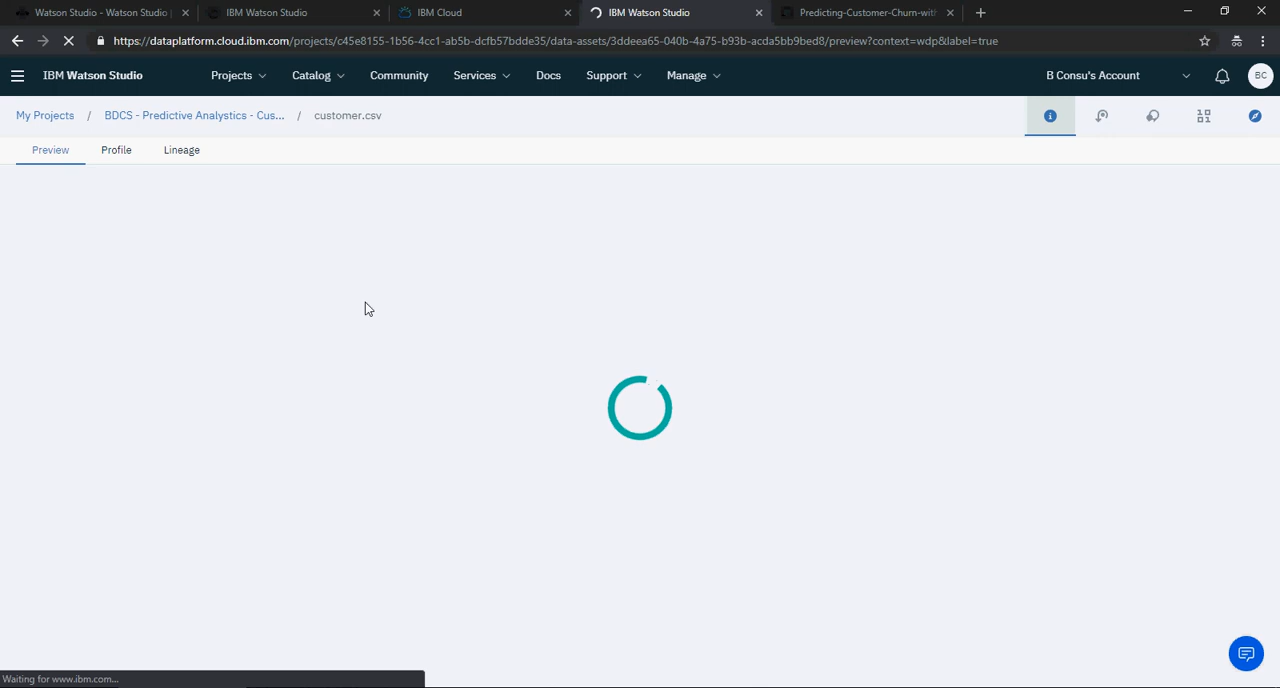 Watson Studio - Watson Studio
IBM Watson Studio
IBM Cloud
IBM Watson Studio
Predicting-Customer-Churn-with
https://dataplatform.cloud.ibm.com/projects/c45e8155-1b56-4cc1-ab5b-dcfb57bdde35/data-assets/3ddeea65-040b-4a75-b93b-acda5bb9bed8/preview?context=wdp&label=true
IBM Watson Studio Projects Catalog Community Services Docs Support Manage B Consu's Account BC
My Projects / BDCS - Predictive Analystics - Cus... / customer.csv
Preview Profile Lineage
Waiting for www.ibm.com...